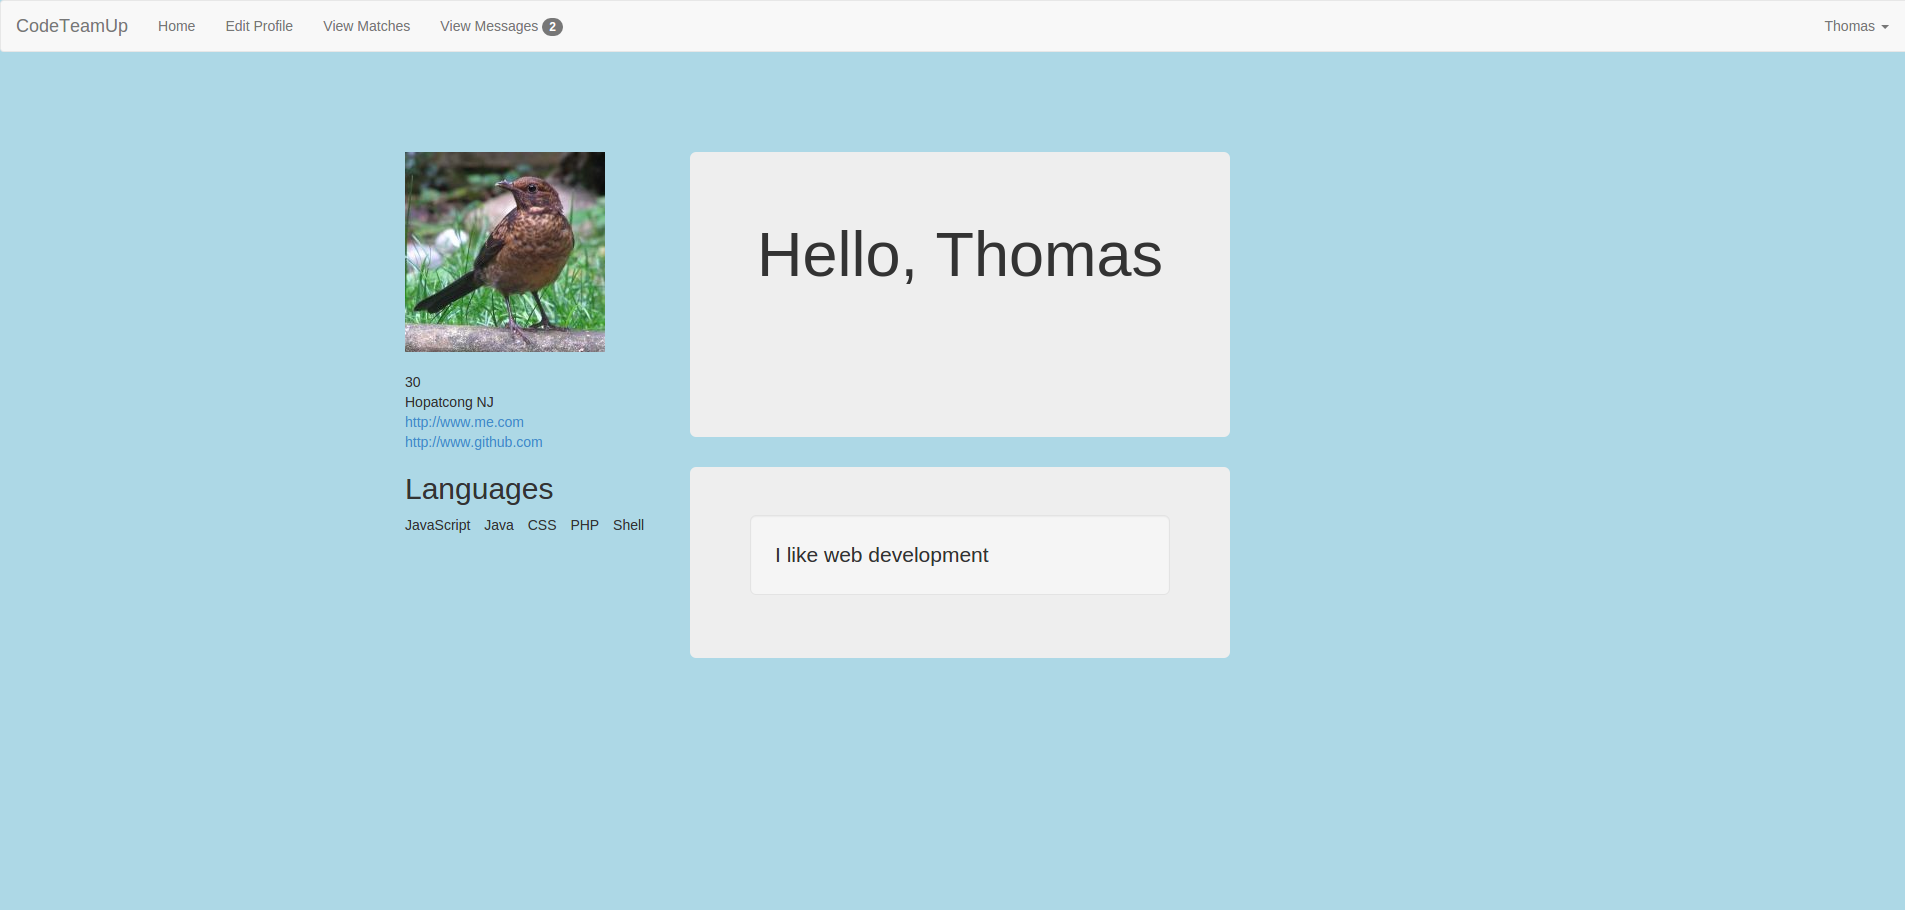 CodeTeamUp Home Edit Profile View Matches View Messages 2 Thomas
Hello, Thomas
30
Hopatcong NJ
http://www.me.com
http://www.github.com
Languages
JavaScript Java CSS PHP Shell
I like web development